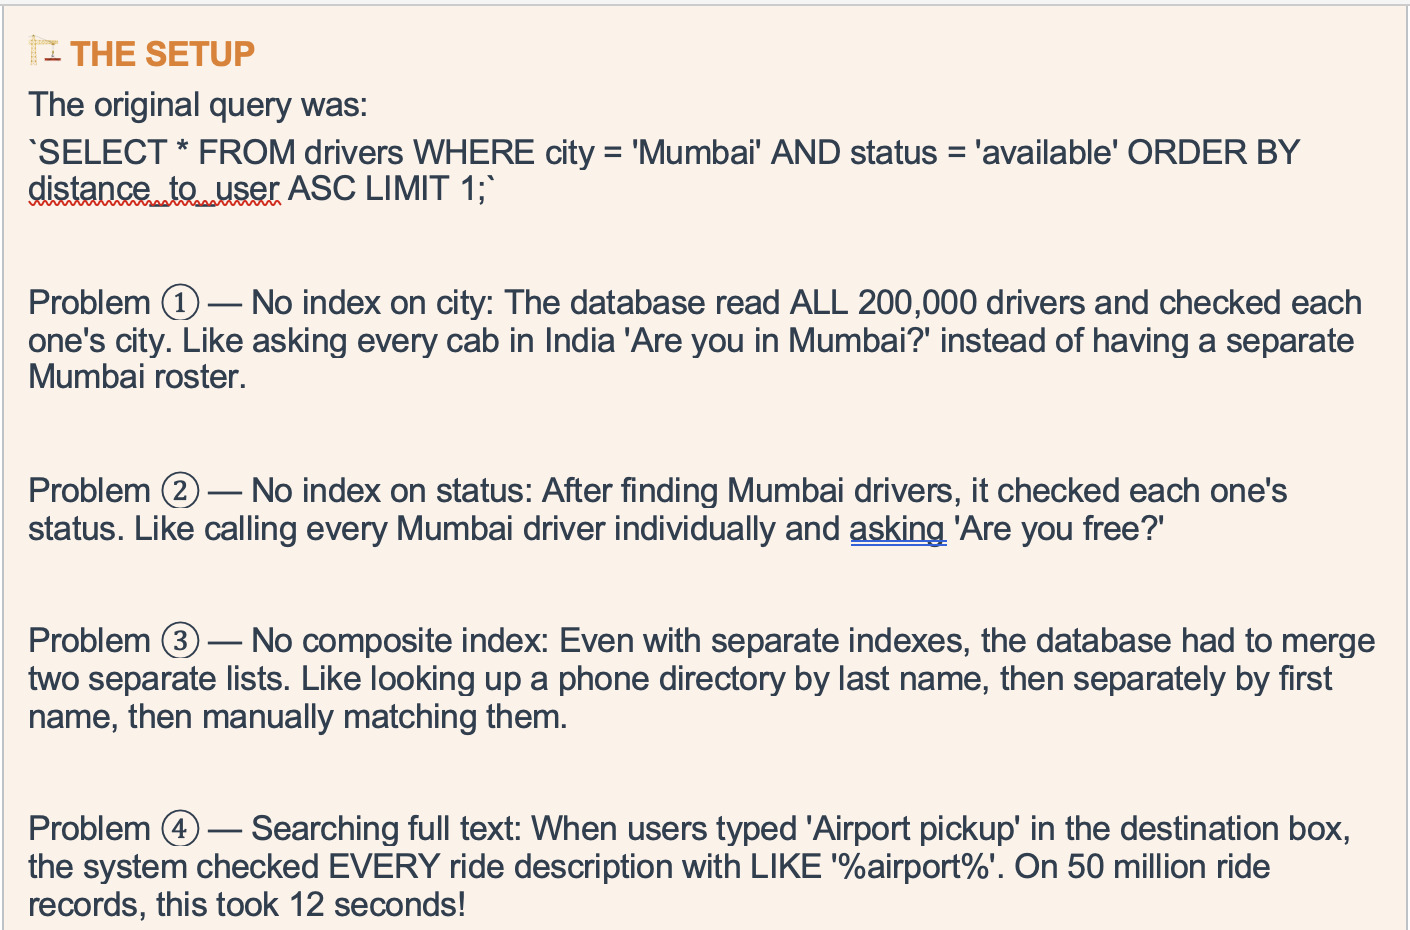 🏗️ THE SETUP
The original query was:
`SELECT * FROM drivers WHERE city = 'Mumbai' AND status = 'available' ORDER BY
distance_to_user ASC LIMIT 1;`
Problem ① — No index on city: The database read ALL 200,000 drivers and checked each
one's city. Like asking every cab in India 'Are you in Mumbai?' instead of having a separate
Mumbai roster.
Problem ② — No index on status: After finding Mumbai drivers, it checked each one's
status. Like calling every Mumbai driver individually and asking 'Are you free?'
Problem ③ — No composite index: Even with separate indexes, the database had to merge
two separate lists. Like looking up a phone directory by last name, then separately by first
name, then manually matching them.
Problem ④ — Searching full text: When users typed 'Airport pickup' in the destination box,
the system checked EVERY ride description with LIKE '%airport%'. On 50 million ride
records, this took 12 seconds!